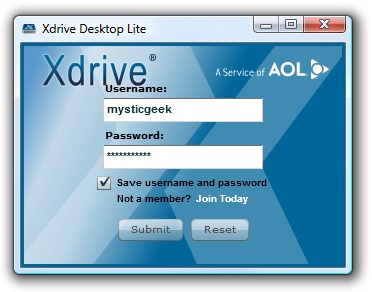 Xdrive Desktop Lite
Xdrive®
A Service of AOL
Username:
mysticgeek
Password:
***********
Save username and password
Not a member? Join Today
Submit Reset